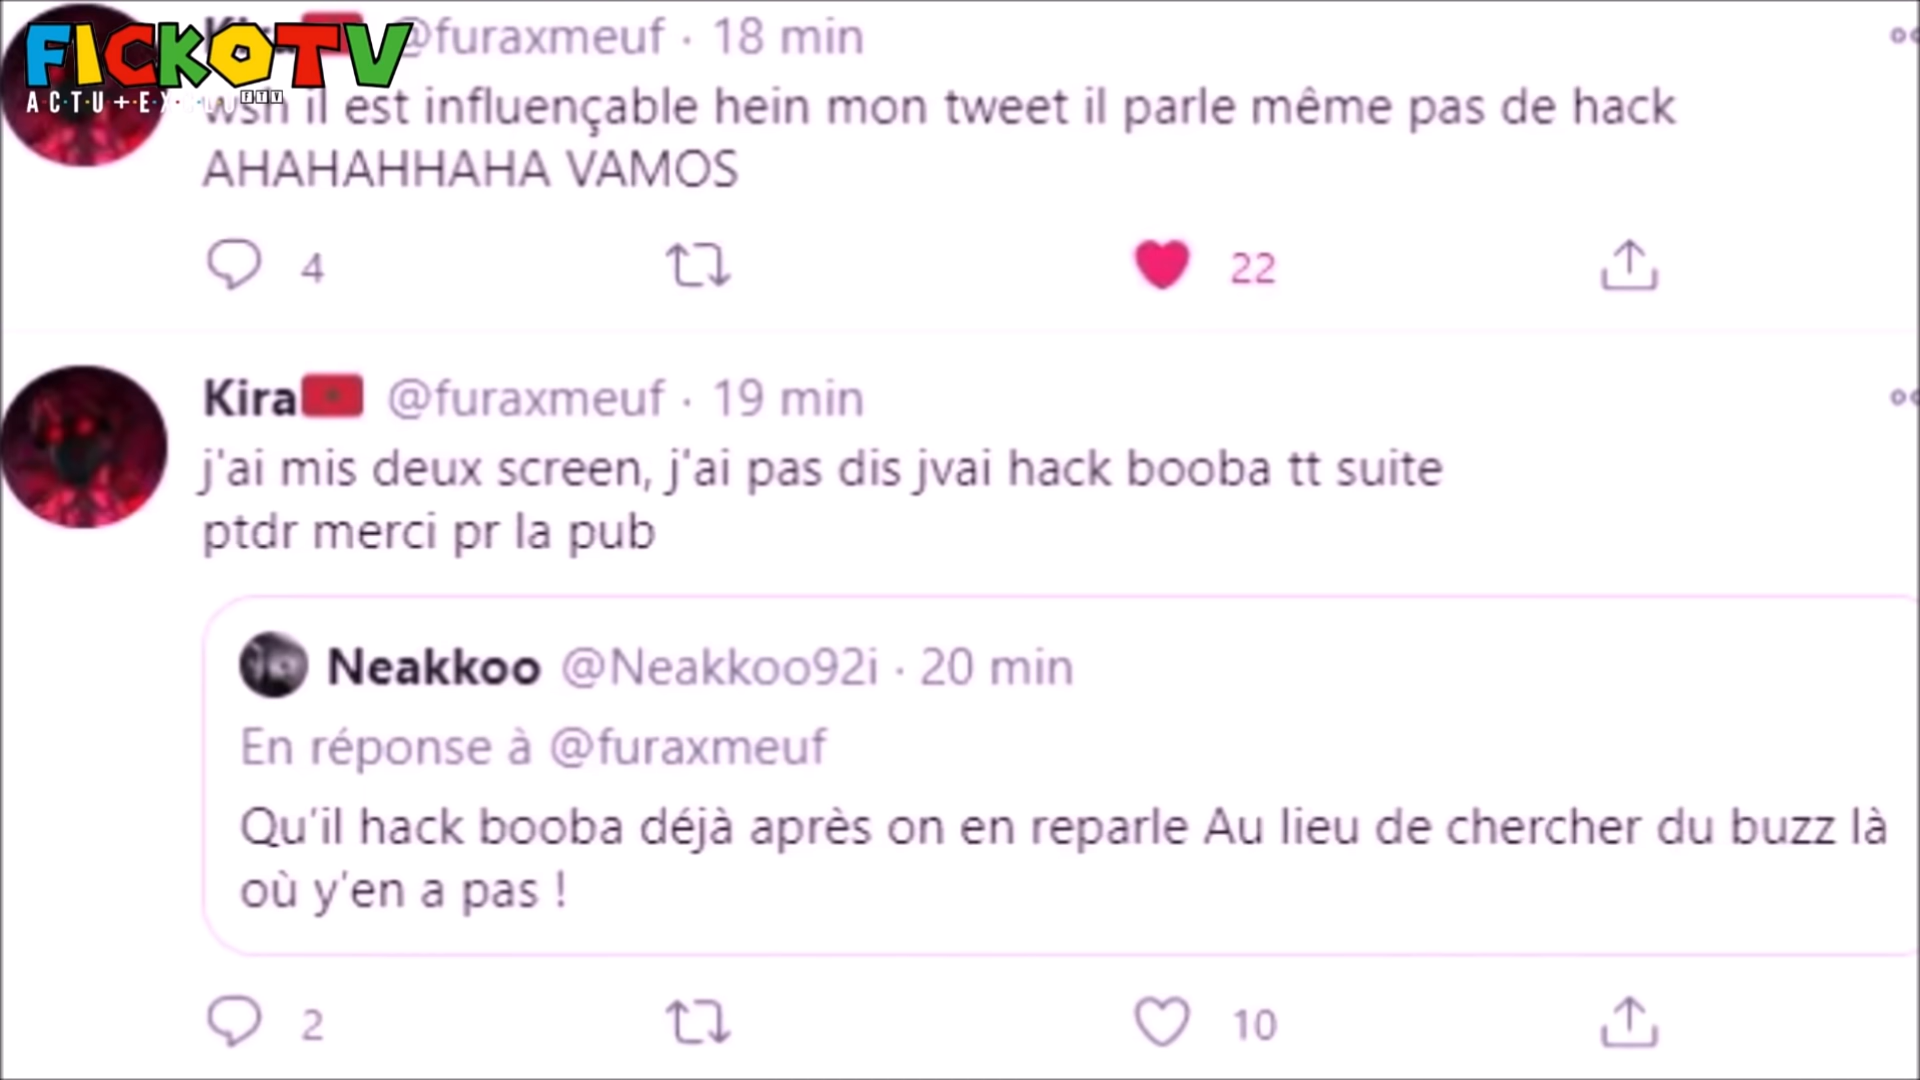 FICKOTV
@furaxmeuf · 18 min
wsh il est influençable hein mon tweet il parle même pas de hack
AHAHAHHAHA VAMOS
4
22
Kira @furaxmeuf · 19 min
j'ai mis deux screen, j'ai pas dis jvai hack booba tt suite
ptdr merci pr la pub
Neakkoo @Neakkoo92i · 20 min
En réponse à @furaxmeuf
Qu'il hack booba déjà après on en reparle Au lieu de chercher du buzz là
où y'en a pas !
2
10